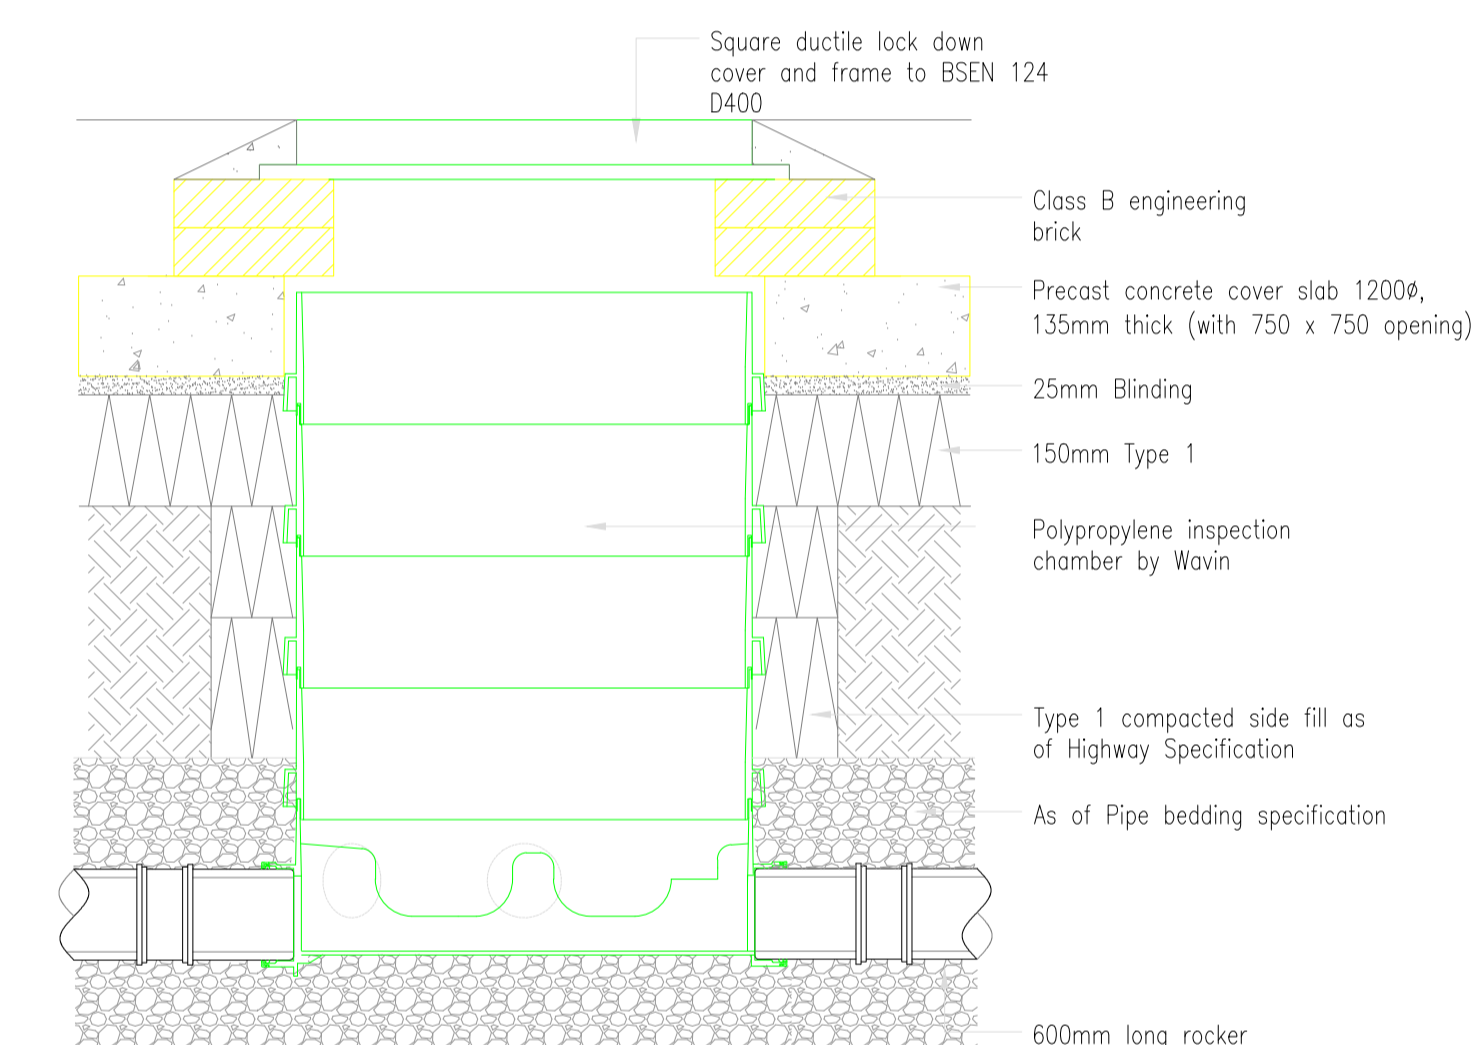 Square ductile lock down
cover and frame to BSEN 124
D400
Class B engineering
brick
Precast concrete cover slab 1200ø,
135mm thick (with 750 x 750 opening)
25mm Blinding
150mm Type 1
Polypropylene inspection
chamber by Wavin
Type 1 compacted side fill as
of Highway Specification
As of Pipe bedding specification
600mm long rocker